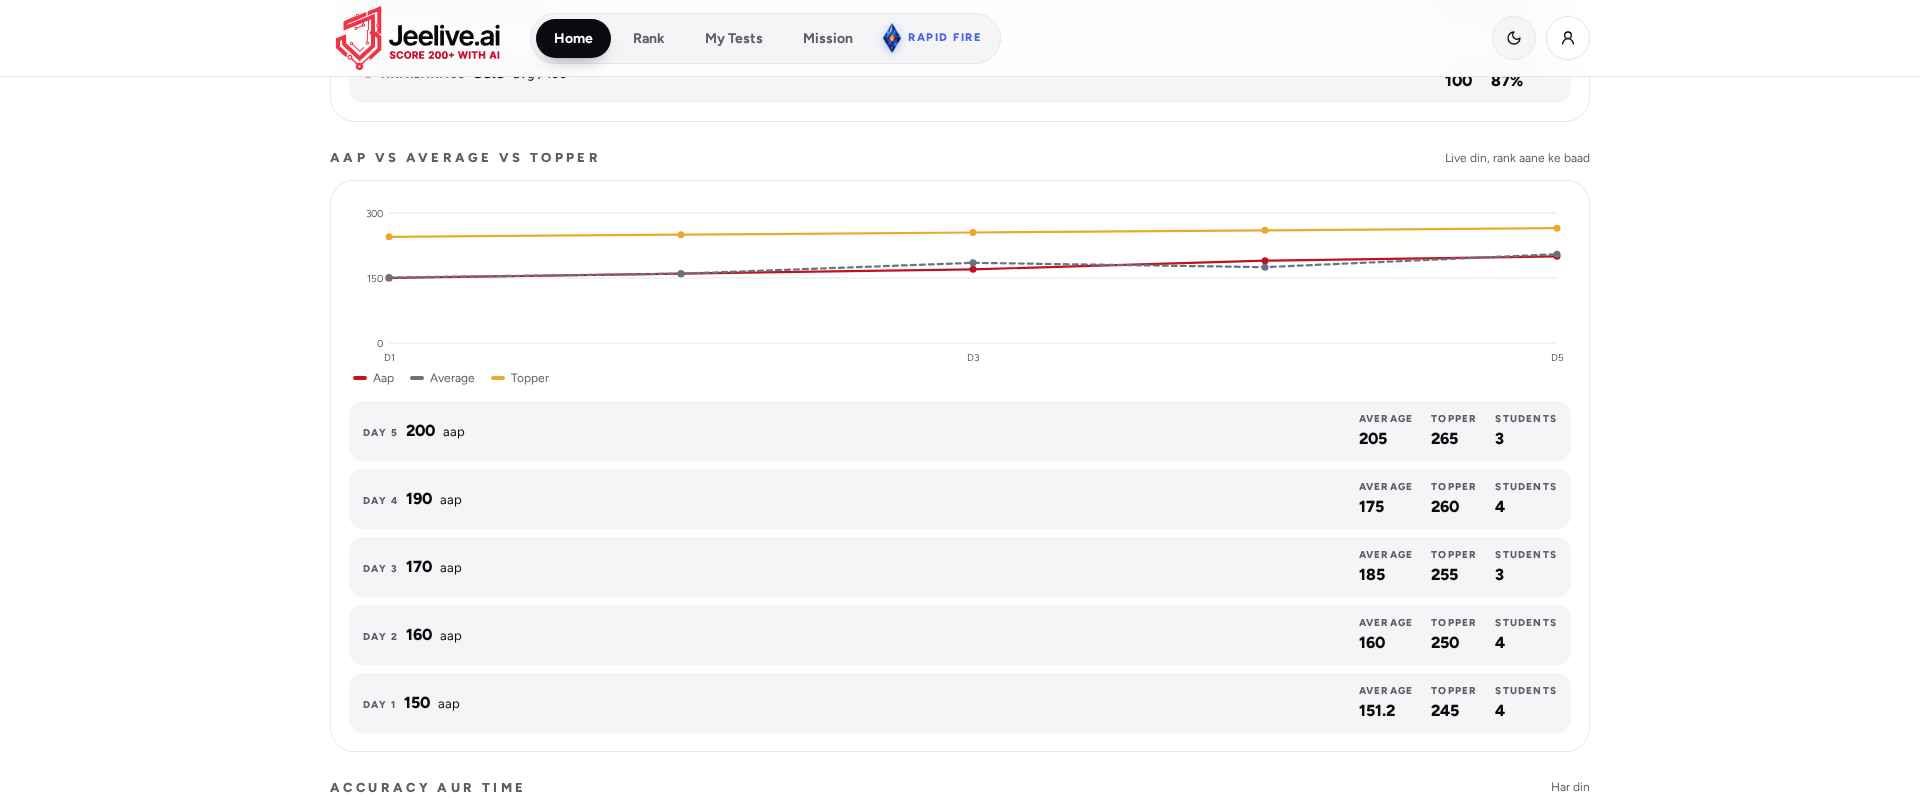 Jeelive.ai
SCORE 200+ WITH AI
Home Rank My Tests Mission RAPID FIRE
100 87%
AAP VS AVERAGE VS TOPPER Live din, rank aane ke baad
300
150
0
D1 D3 D5
Aap Average Topper
DAY 5 200 aap AVERAGE 205 TOPPER 265 STUDENTS 3
DAY 4 190 aap AVERAGE 175 TOPPER 260 STUDENTS 4
DAY 3 170 aap AVERAGE 185 TOPPER 255 STUDENTS 3
DAY 2 160 aap AVERAGE 160 TOPPER 250 STUDENTS 4
DAY 1 150 aap AVERAGE 151.2 TOPPER 245 STUDENTS 4
ACCURACY AUR TIME Har din